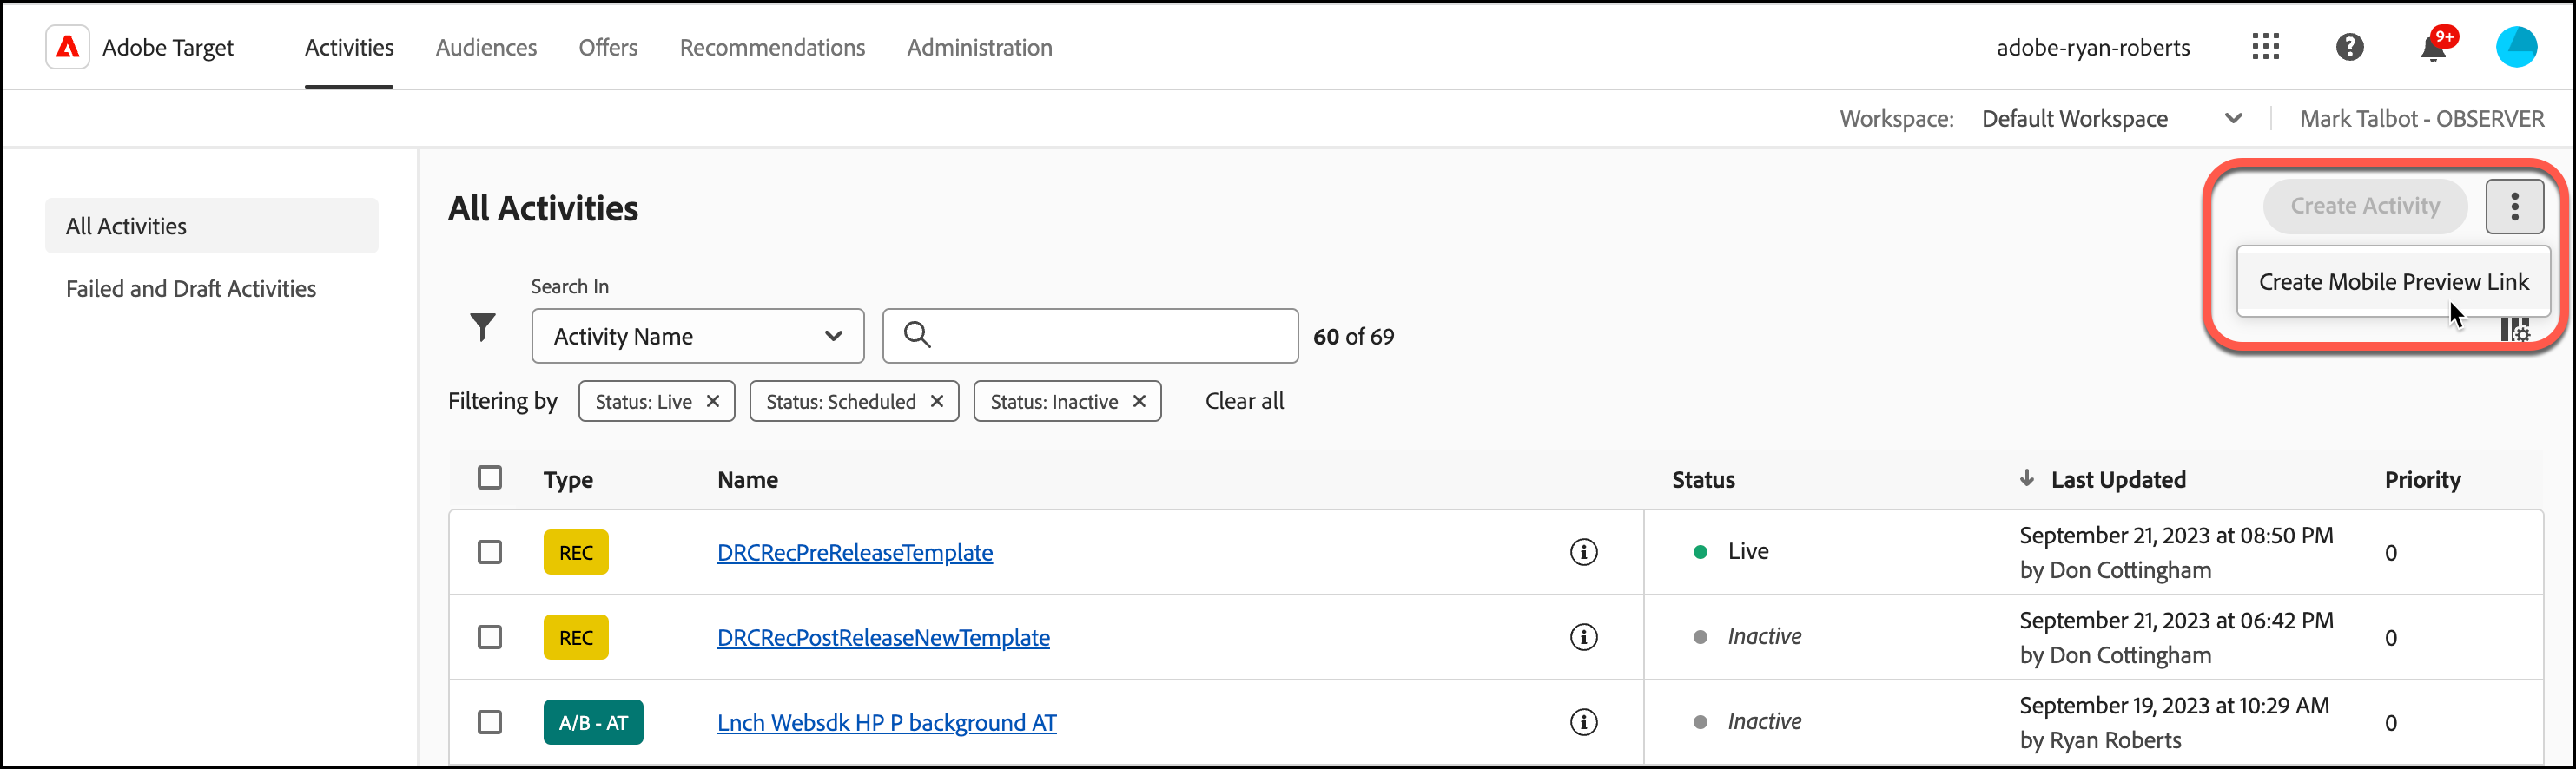 Adobe Target Activities Audiences Offers Recommendations Administration adobe-ryan-roberts 9+
Workspace: Default Workspace Mark Talbot - OBSERVER
All Activities
Failed and Draft Activities
All Activities
Create Activity
Create Mobile Preview Link
Search In
Activity Name 60 of 69
Filtering by Status: Live Status: Scheduled Status: Inactive Clear all
Type Name Status Last Updated Priority
REC DRCRecPreReleaseTemplate Live September 21, 2023 at 08:50 PM 0
by Don Cottingham
REC DRCRecPostReleaseNewTemplate Inactive September 21, 2023 at 06:42 PM 0
by Don Cottingham
A/B - AT Lnch Websdk HP P background AT Inactive September 19, 2023 at 10:29 AM 0
by Ryan Roberts